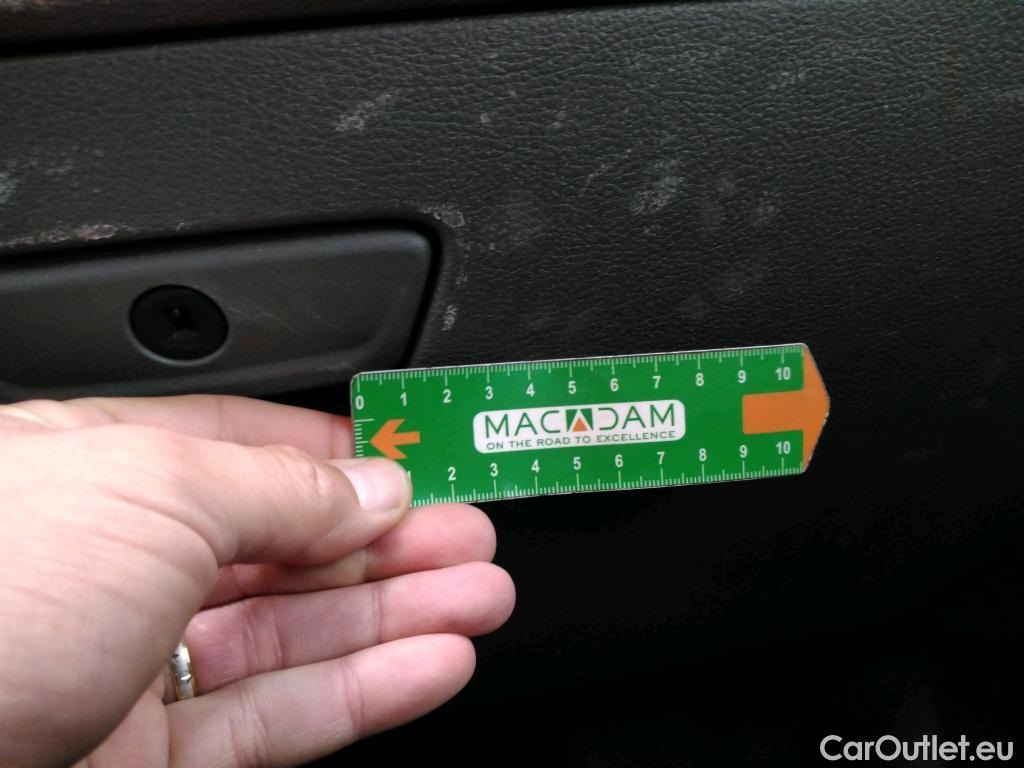 0 1 2 3 4 5 6 7 8 9 10
MACADAM
ON THE ROAD TO EXCELLENCE
1 2 3 4 5 6 7 8 9 10
CarOutlet.eu